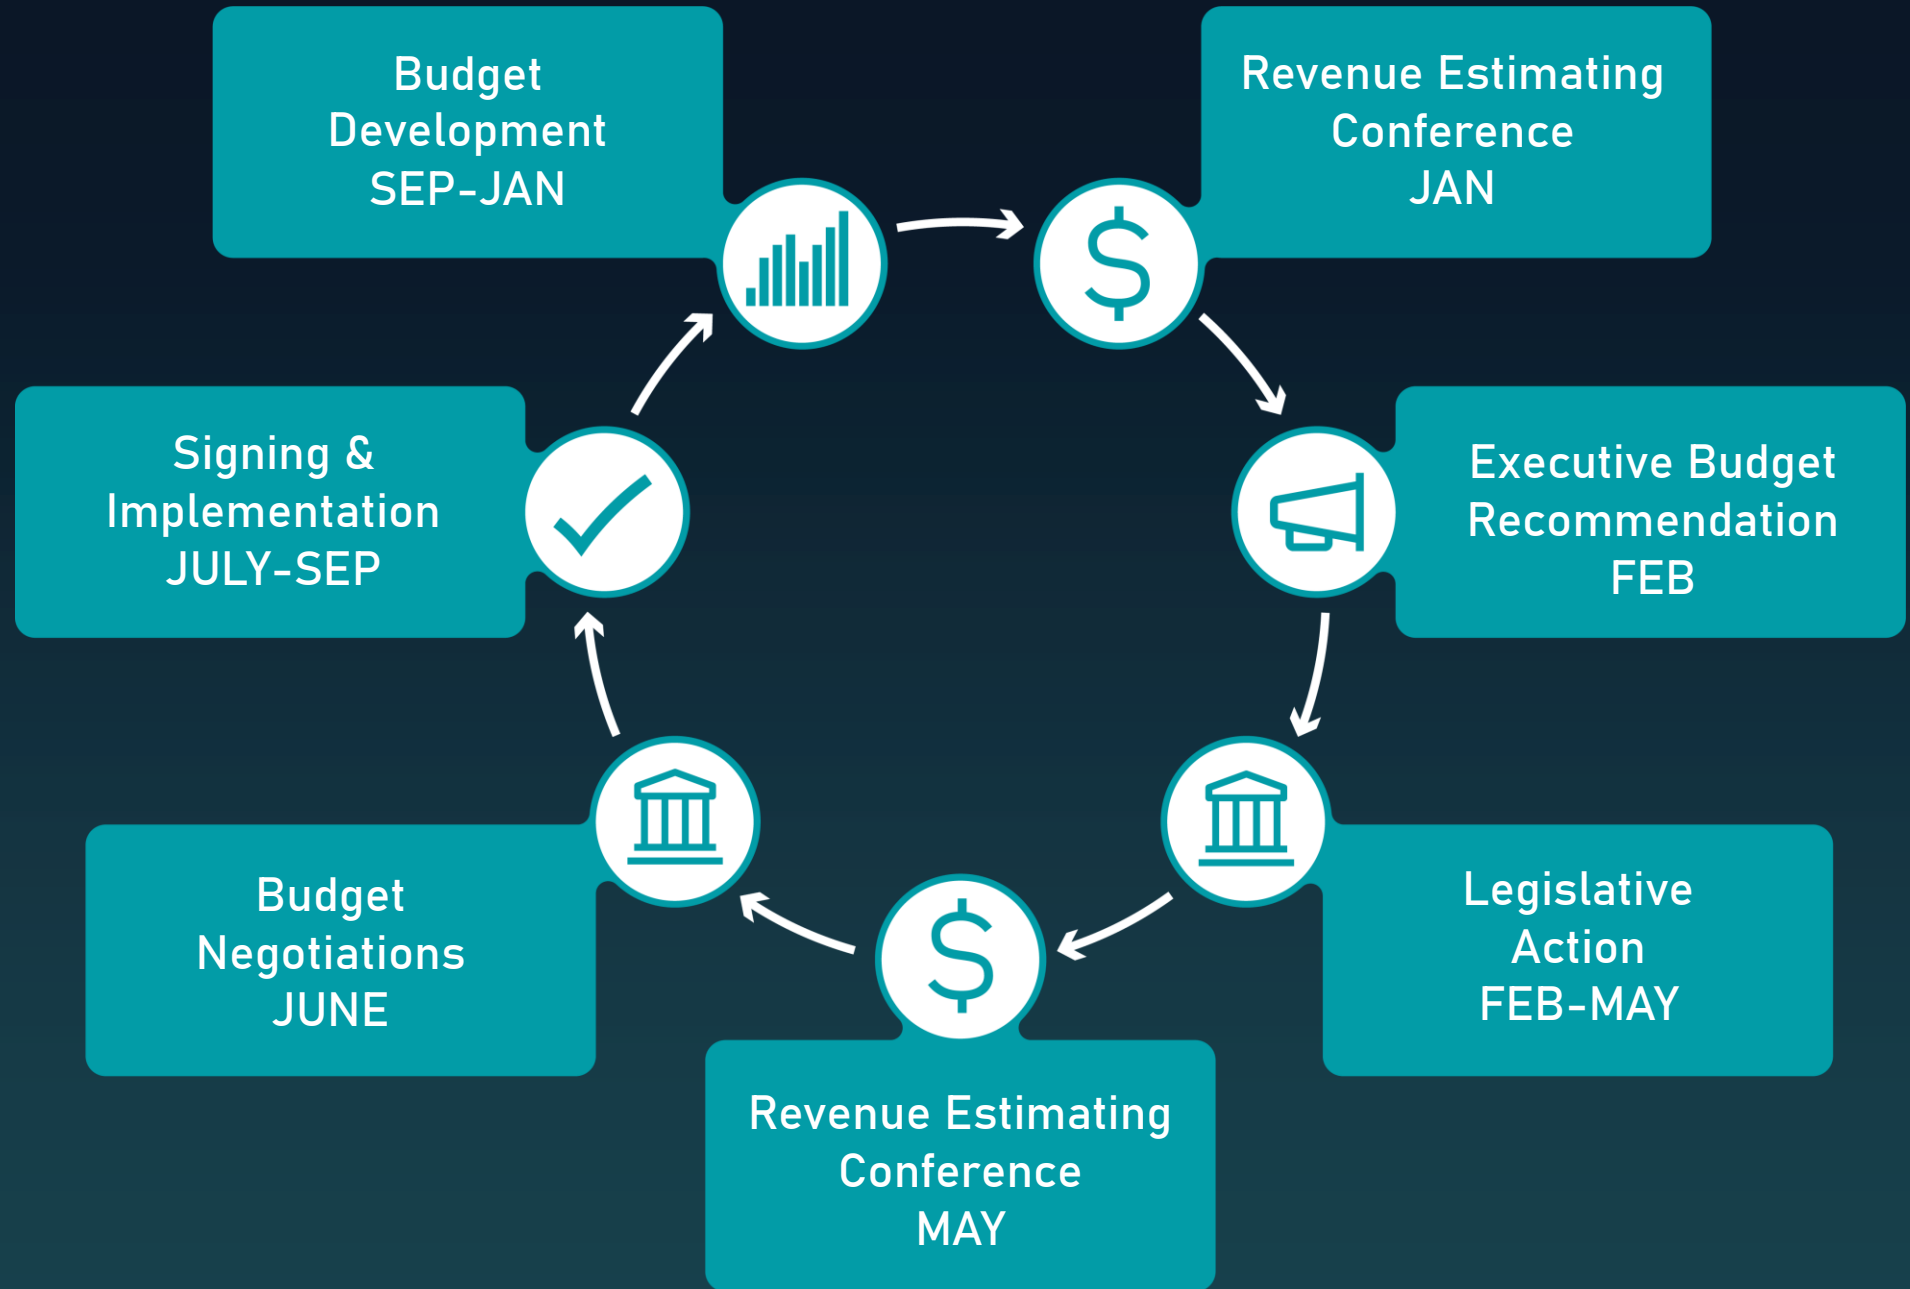 Budget
Development
SEP-JAN
Revenue Estimating
Conference
JAN
Executive Budget
Recommendation
FEB
Legislative
Action
FEB-MAY
Revenue Estimating
Conference
MAY
Budget
Negotiations
JUNE
Signing &
Implementation
JULY-SEP